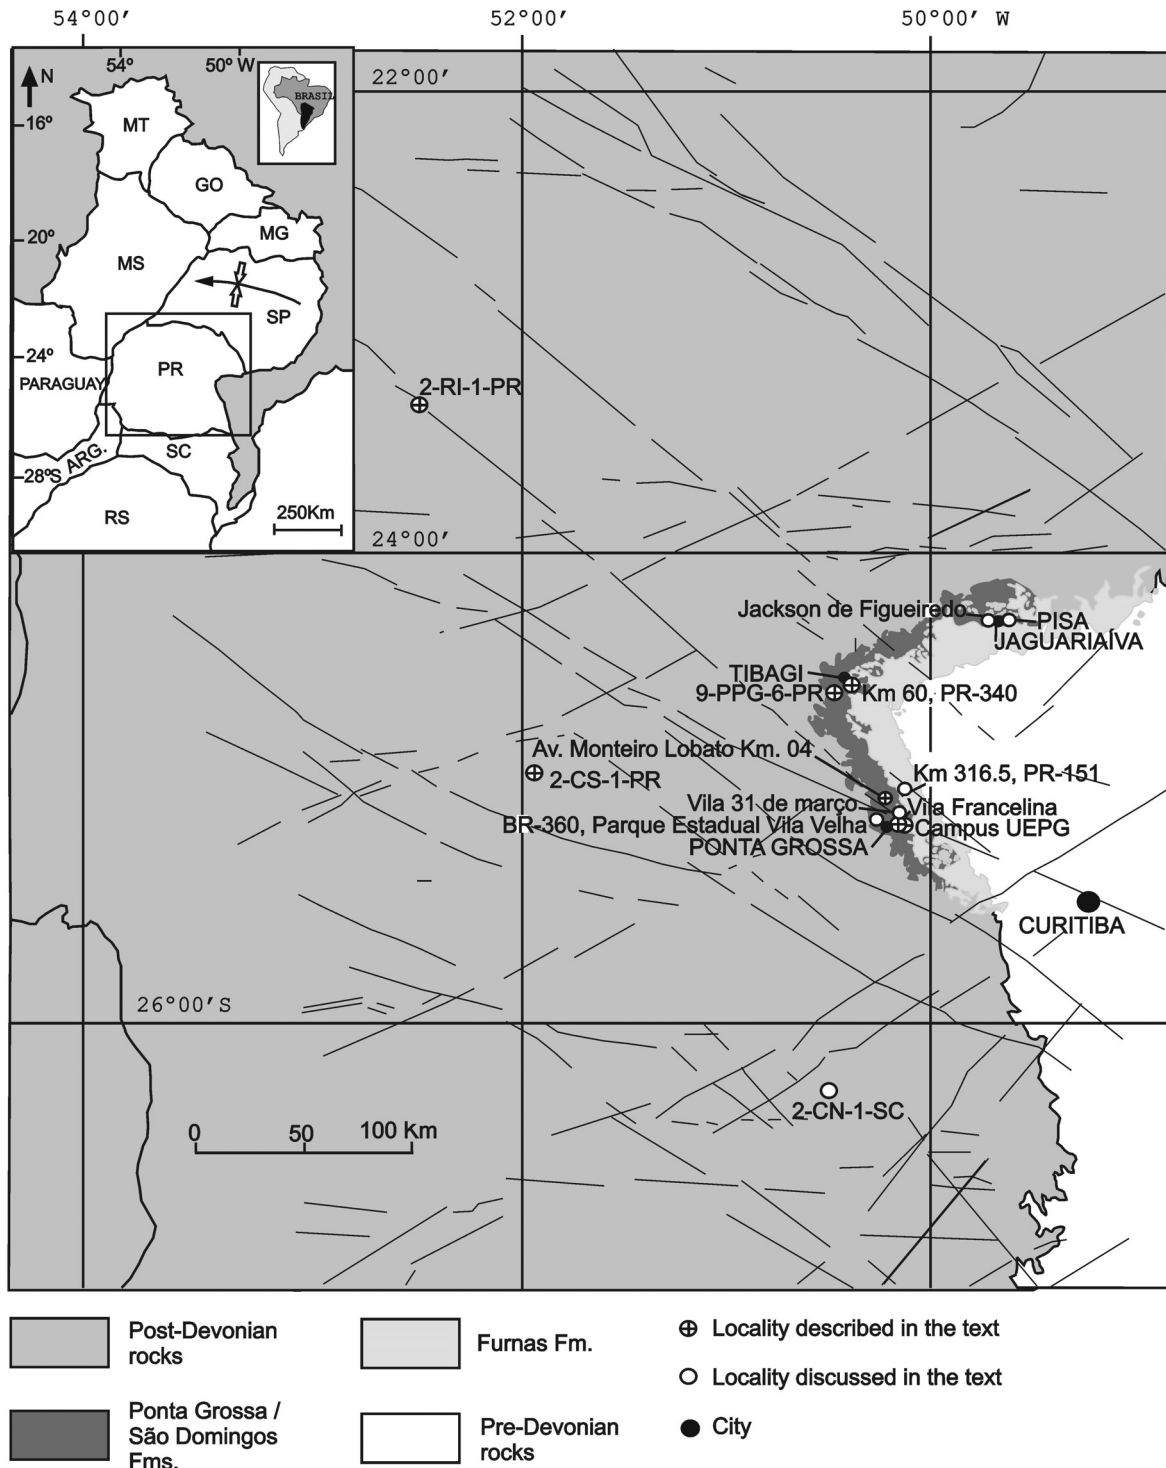 54°00′
52°00′
50°00′ W
54°
50° W
N
BRASIL
22°00′
16°
MT
GO
20°
MG
MS
SP
24°
PARAGUAY
PR
2-RI-1-PR
ARG.
SC
28°S
RS
250Km
24°00′
Jackson de Figueiredo
PISA
JAGUARIAÍVA
TIBAGI
9-PPG-6-PR
Km 60, PR-340
Av. Monteiro Lobato Km. 04
2-CS-1-PR
Km 316.5, PR-151
Vila 31 de março
Vila Francelina
BR-360, Parque Estadual Vila Velha
Campus UEPG
PONTA GROSSA
CURITIBA
26°00′S
2-CN-1-SC
0 50 100 Km
Post-Devonian
rocks
Furnas Fm.
Locality described in the text
Locality discussed in the text
Ponta Grossa /
São Domingos
Fms.
Pre-Devonian
rocks
City